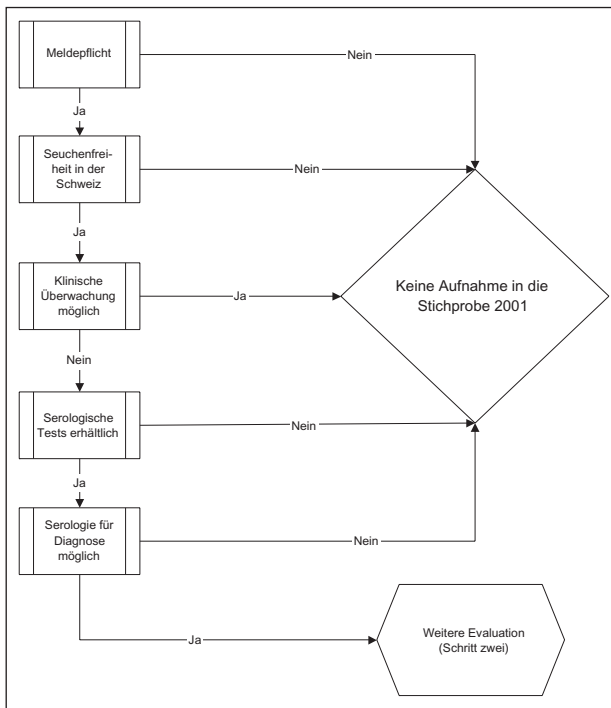 Meldepflicht
Nein
Ja
Seuchenfrei-
heit in der
Schweiz
Nein
Ja
Klinische
Überwachung
möglich
Ja
Keine Aufnahme in die
Stichprobe 2001
Nein
Serologische
Tests erhältlich
Nein
Ja
Serologie für
Diagnose
möglich
Nein
Ja
Weitere Evaluation
(Schritt zwei)